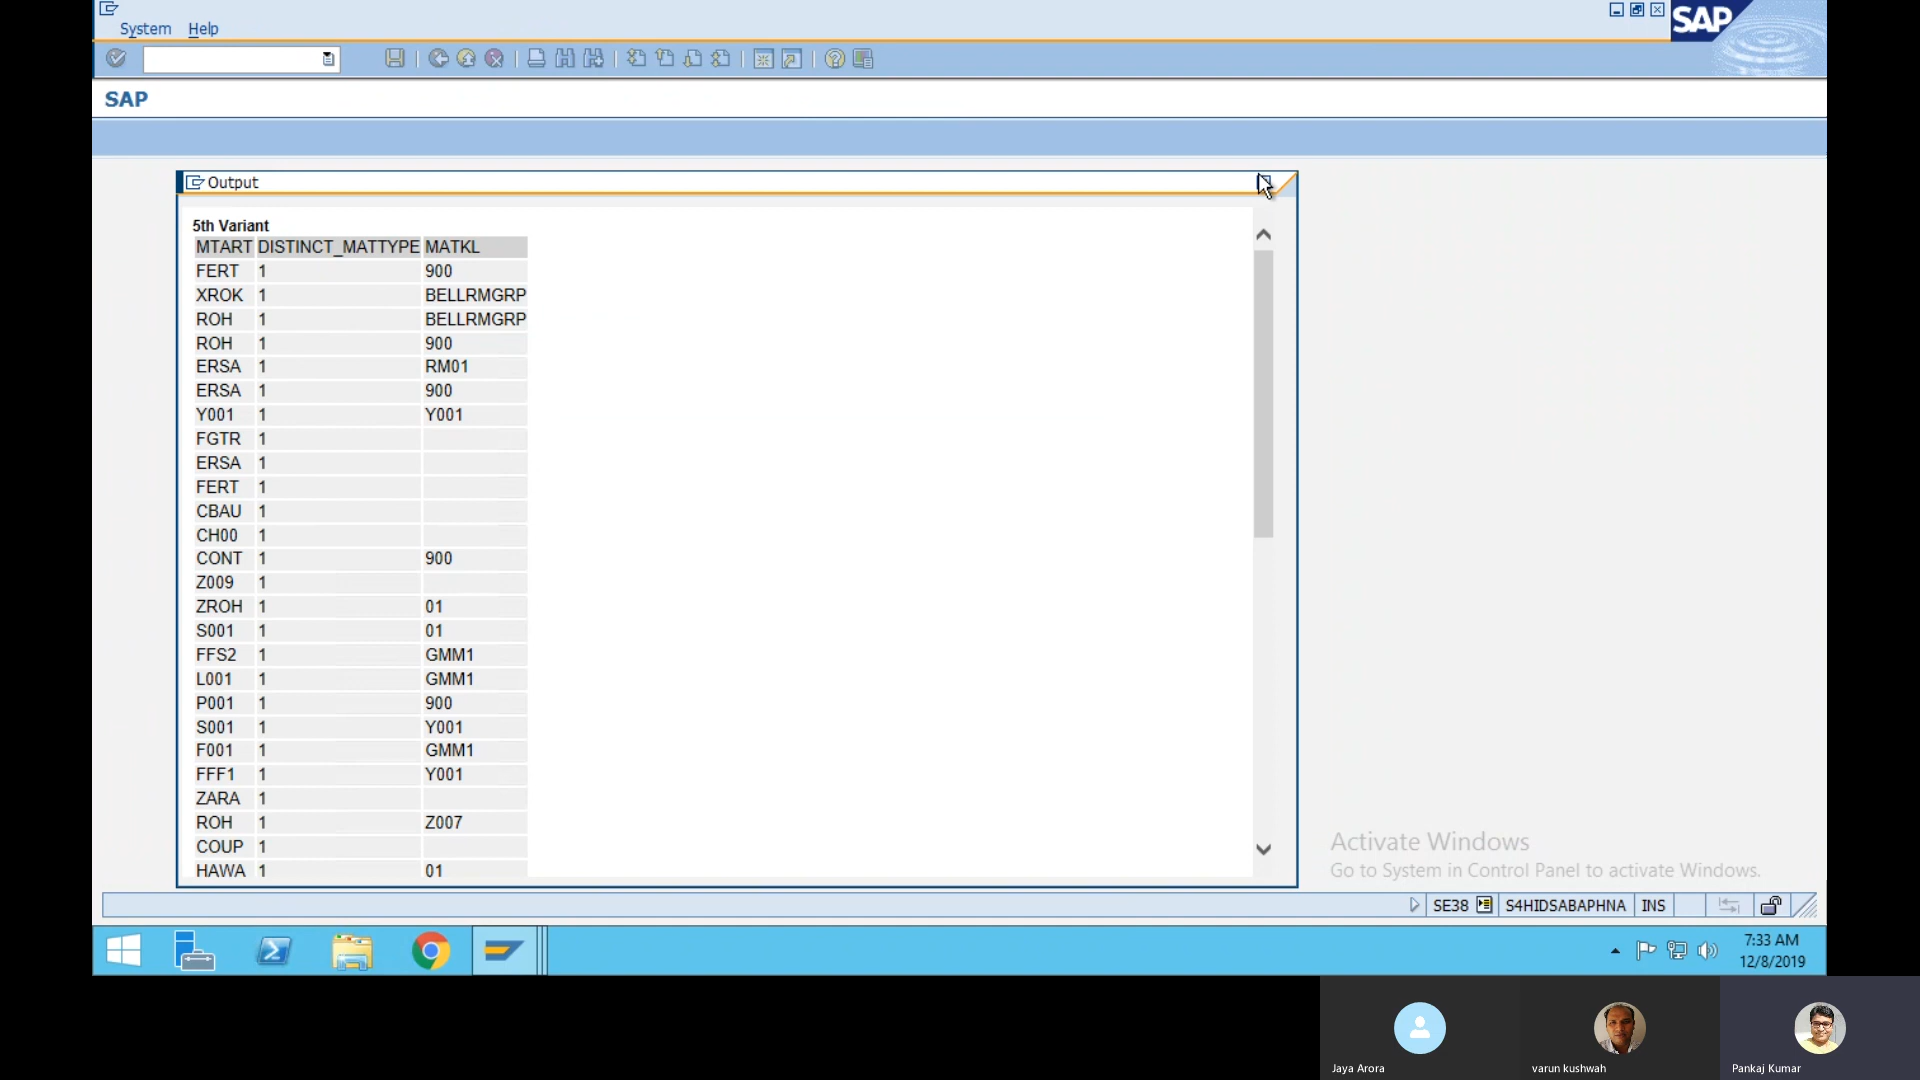 System Help
SAP
SAP
Output
5th Variant
MTART DISTINCT_MATTYPE MATKL
FERT 1 900
XROK 1 BELLRMGRP
ROH 1 BELLRMGRP
ROH 1 900
ERSA 1 RM01
ERSA 1 900
Y001 1 Y001
FGTR 1
ERSA 1
FERT 1
CBAU 1
CH00 1
CONT 1 900
Z009 1
ZROH 1 01
S001 1 01
FFS2 1 GMM1
L001 1 GMM1
P001 1 900
S001 1 Y001
F001 1 GMM1
FFF1 1 Y001
ZARA 1
ROH 1 Z007
COUP 1
HAWA 1 01
Activate Windows
Go to System in Control Panel to activate Windows.
SE38 S4HIDSABAPHNA INS
7:33 AM
12/8/2019
Jaya Arora varun kushwah Pankaj Kumar